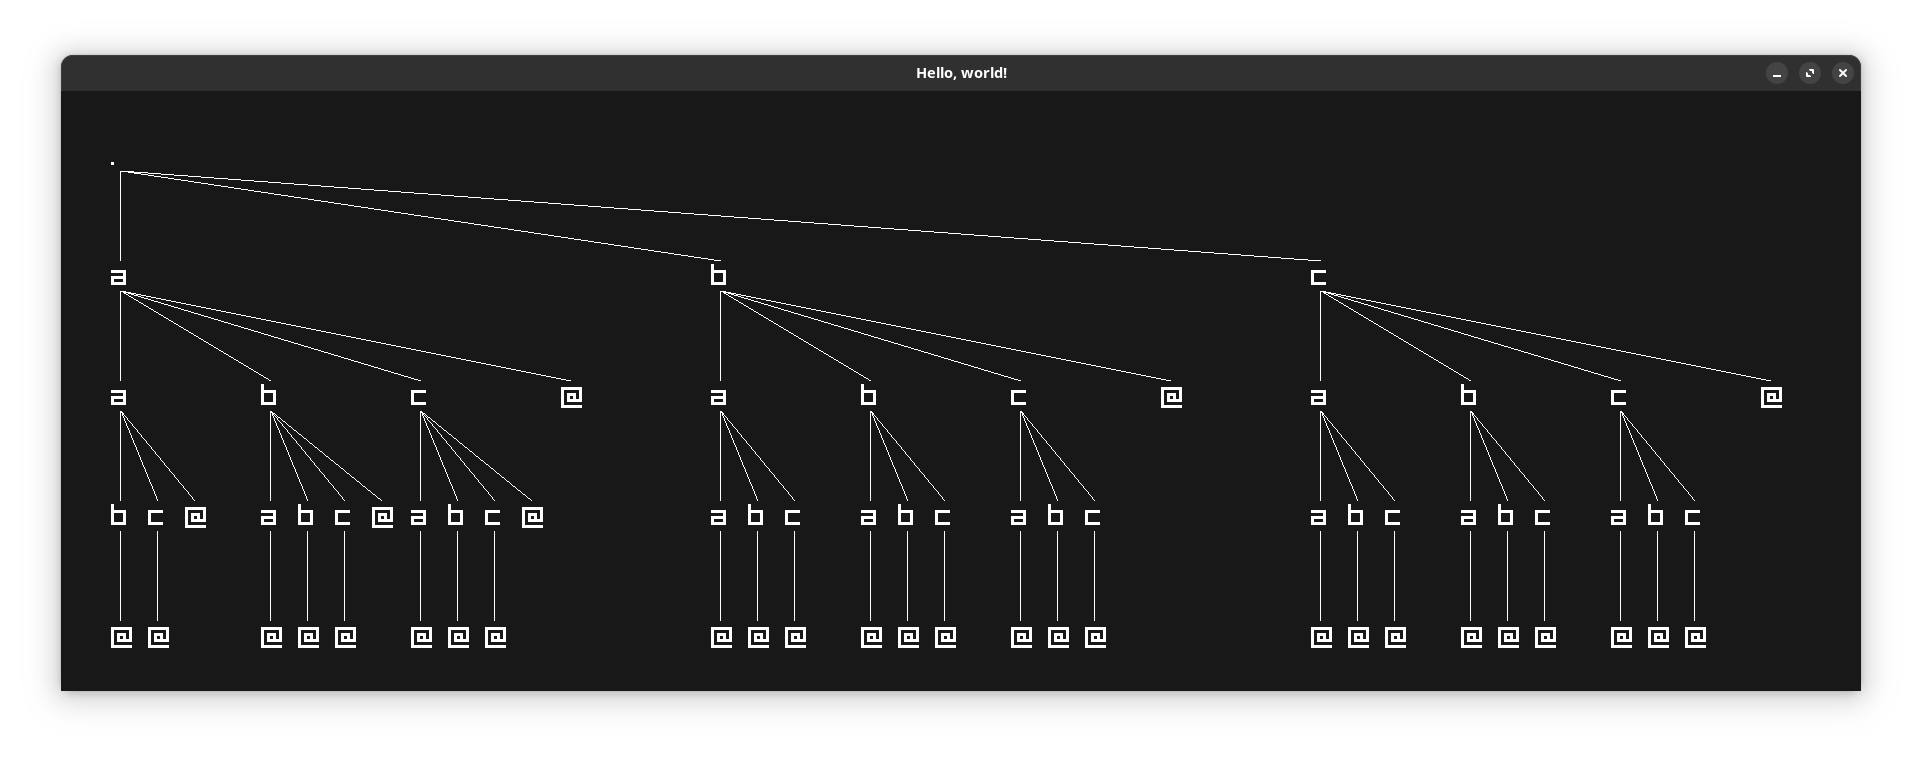 Hello, world!
.
a b c
a b c @ a b c @ a b c @
b c @ a b c @ a b c @ a b c a b c a b c a b c a b c a b c
@ @ @ @ @ @ @ @ @ @ @ @ @ @ @ @ @ @ @ @ @ @ @ @ @ @